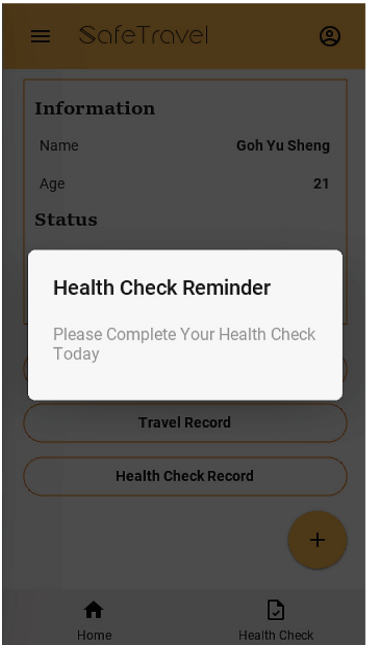 SafeTravel
Information
Name Goh Yu Sheng
Age 21
Status
Health Check Reminder
Please Complete Your Health Check
Today
Travel Record
Health Check Record
+
Home Health Check